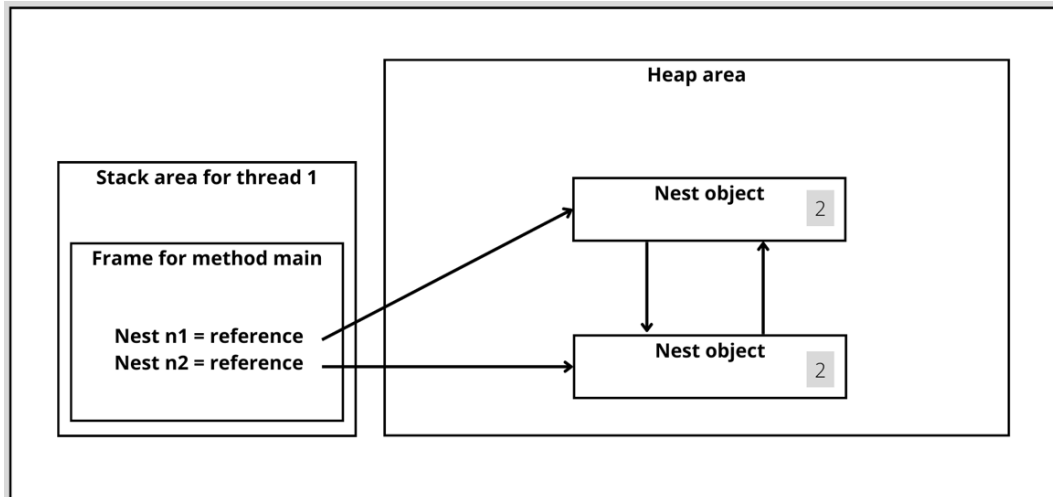 Heap area
Stack area for thread 1
Nest object
2
Frame for method main
Nest n1 = reference
Nest n2 = reference
Nest object
2